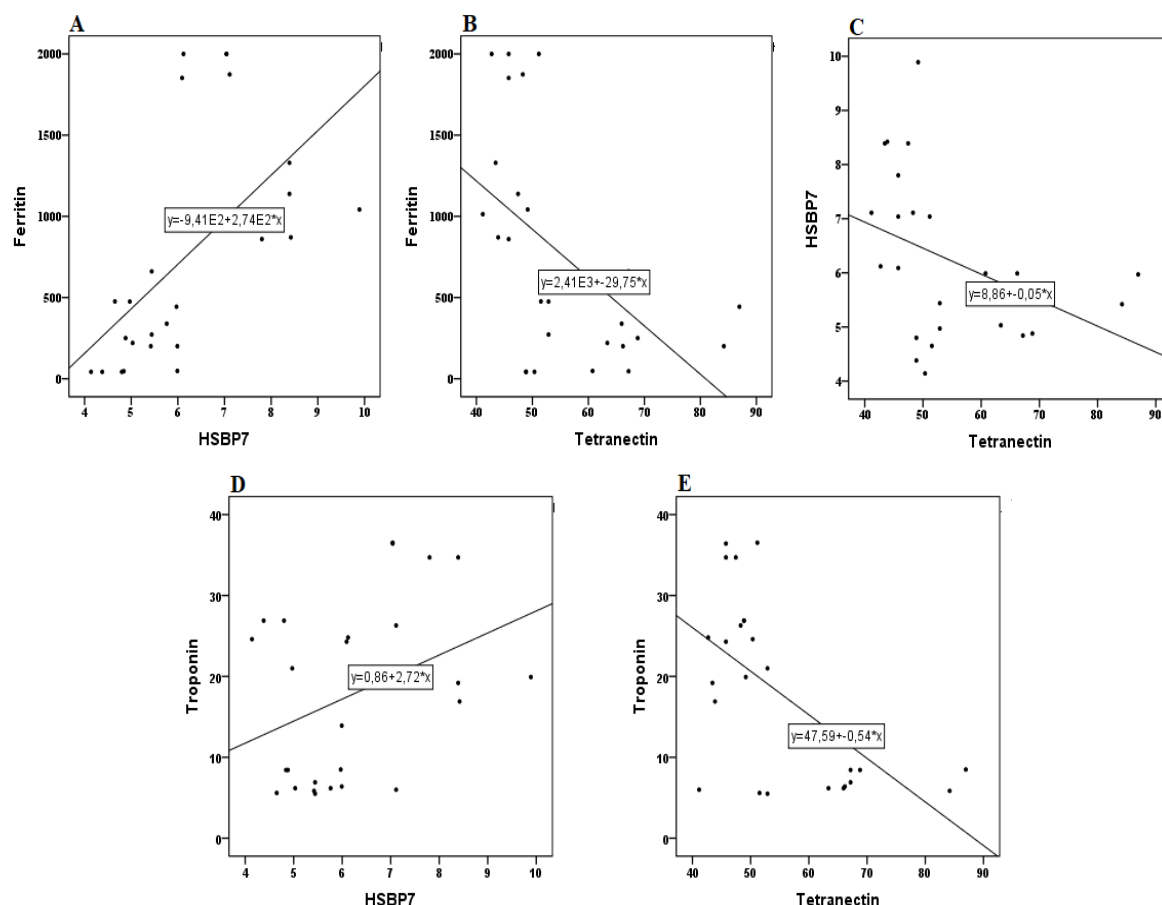 A
B
C
2000
1500
1000
500
0
Ferritin
y=-9,41E2+2,74E2*x
4 5 6 7 8 9 10
HSBP7
2000
1500
1000
500
0
Ferritin
y=2,41E3+-29,75*x
40 50 60 70 80 90
Tetranectin
10
9
8
7
6
5
4
HSBP7
y=8,86+-0,05*x
40 50 60 70 80 90
Tetranectin
D
E
40
30
20
10
0
Troponin
y=0,86+2,72*x
4 5 6 7 8 9 10
HSBP7
40
30
20
10
0
Troponin
y=47,59+-0,54*x
40 50 60 70 80 90
Tetranectin